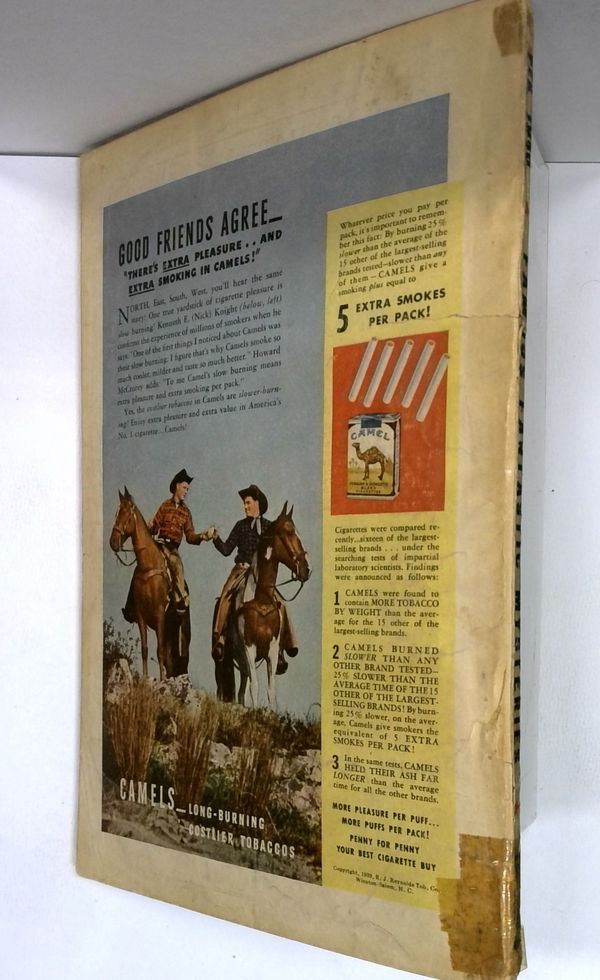 GOOD FRIENDS AGREE—
"THERE'S EXTRA PLEASURE . . AND
EXTRA SMOKING IN CAMELS!"
NORTH, East, South, West, you'll hear the same
story: One true yardstick of cigarette pleasure is
slow burning! Kenneth E. (Nick) Knight (below, left)
confirms the experience of millions of smokers when he
says: "One of the first things I noticed about Camels was
their slow burning. I figure that's why Camels smoke so
much cooler, milder and taste so much better." Howard
McCrorey adds: "To me Camel's slow burning means
extra pleasure and extra smoking per pack."
Yes, the costlier tobaccos in Camels are slower-burn-
ing! Enjoy extra pleasure and extra value in America's
No. 1 cigarette...Camels!
CAMELS—LONG-BURNING
COSTLIER TOBACCOS
Whatever price you pay per
pack, it's important to remem-
ber this fact: By burning 25%
slower than the average of the
15 other of the largest-selling
brands tested—slower than any
of them—CAMELS give a
smoking plus equal to
5 EXTRA SMOKES
PER PACK!
CAMEL
Cigarettes were compared re-
cently...sixteen of the largest-
selling brands . . . under the
searching tests of impartial
laboratory scientists. Findings
were announced as follows:
1 CAMELS were found to
contain MORE TOBACCO
BY WEIGHT than the aver-
age for the 15 other of the
largest-selling brands.
2 CAMELS BURNED
SLOWER THAN ANY
OTHER BRAND TESTED—
25% SLOWER THAN THE
AVERAGE TIME OF THE 15
OTHER OF THE LARGEST-
SELLING BRANDS! By burn-
ing 25% slower, on the aver-
age, Camels give smokers the
equivalent of 5 EXTRA
SMOKES PER PACK!
3 In the same tests, CAMELS
HELD THEIR ASH FAR
LONGER than the average
time for all the other brands.
MORE PLEASURE PER PUFF...
MORE PUFFS PER PACK!
PENNY FOR PENNY
YOUR BEST CIGARETTE BUY
Copyright, 1939, R. J. Reynolds Tob. Co.
Winston-Salem, N. C.